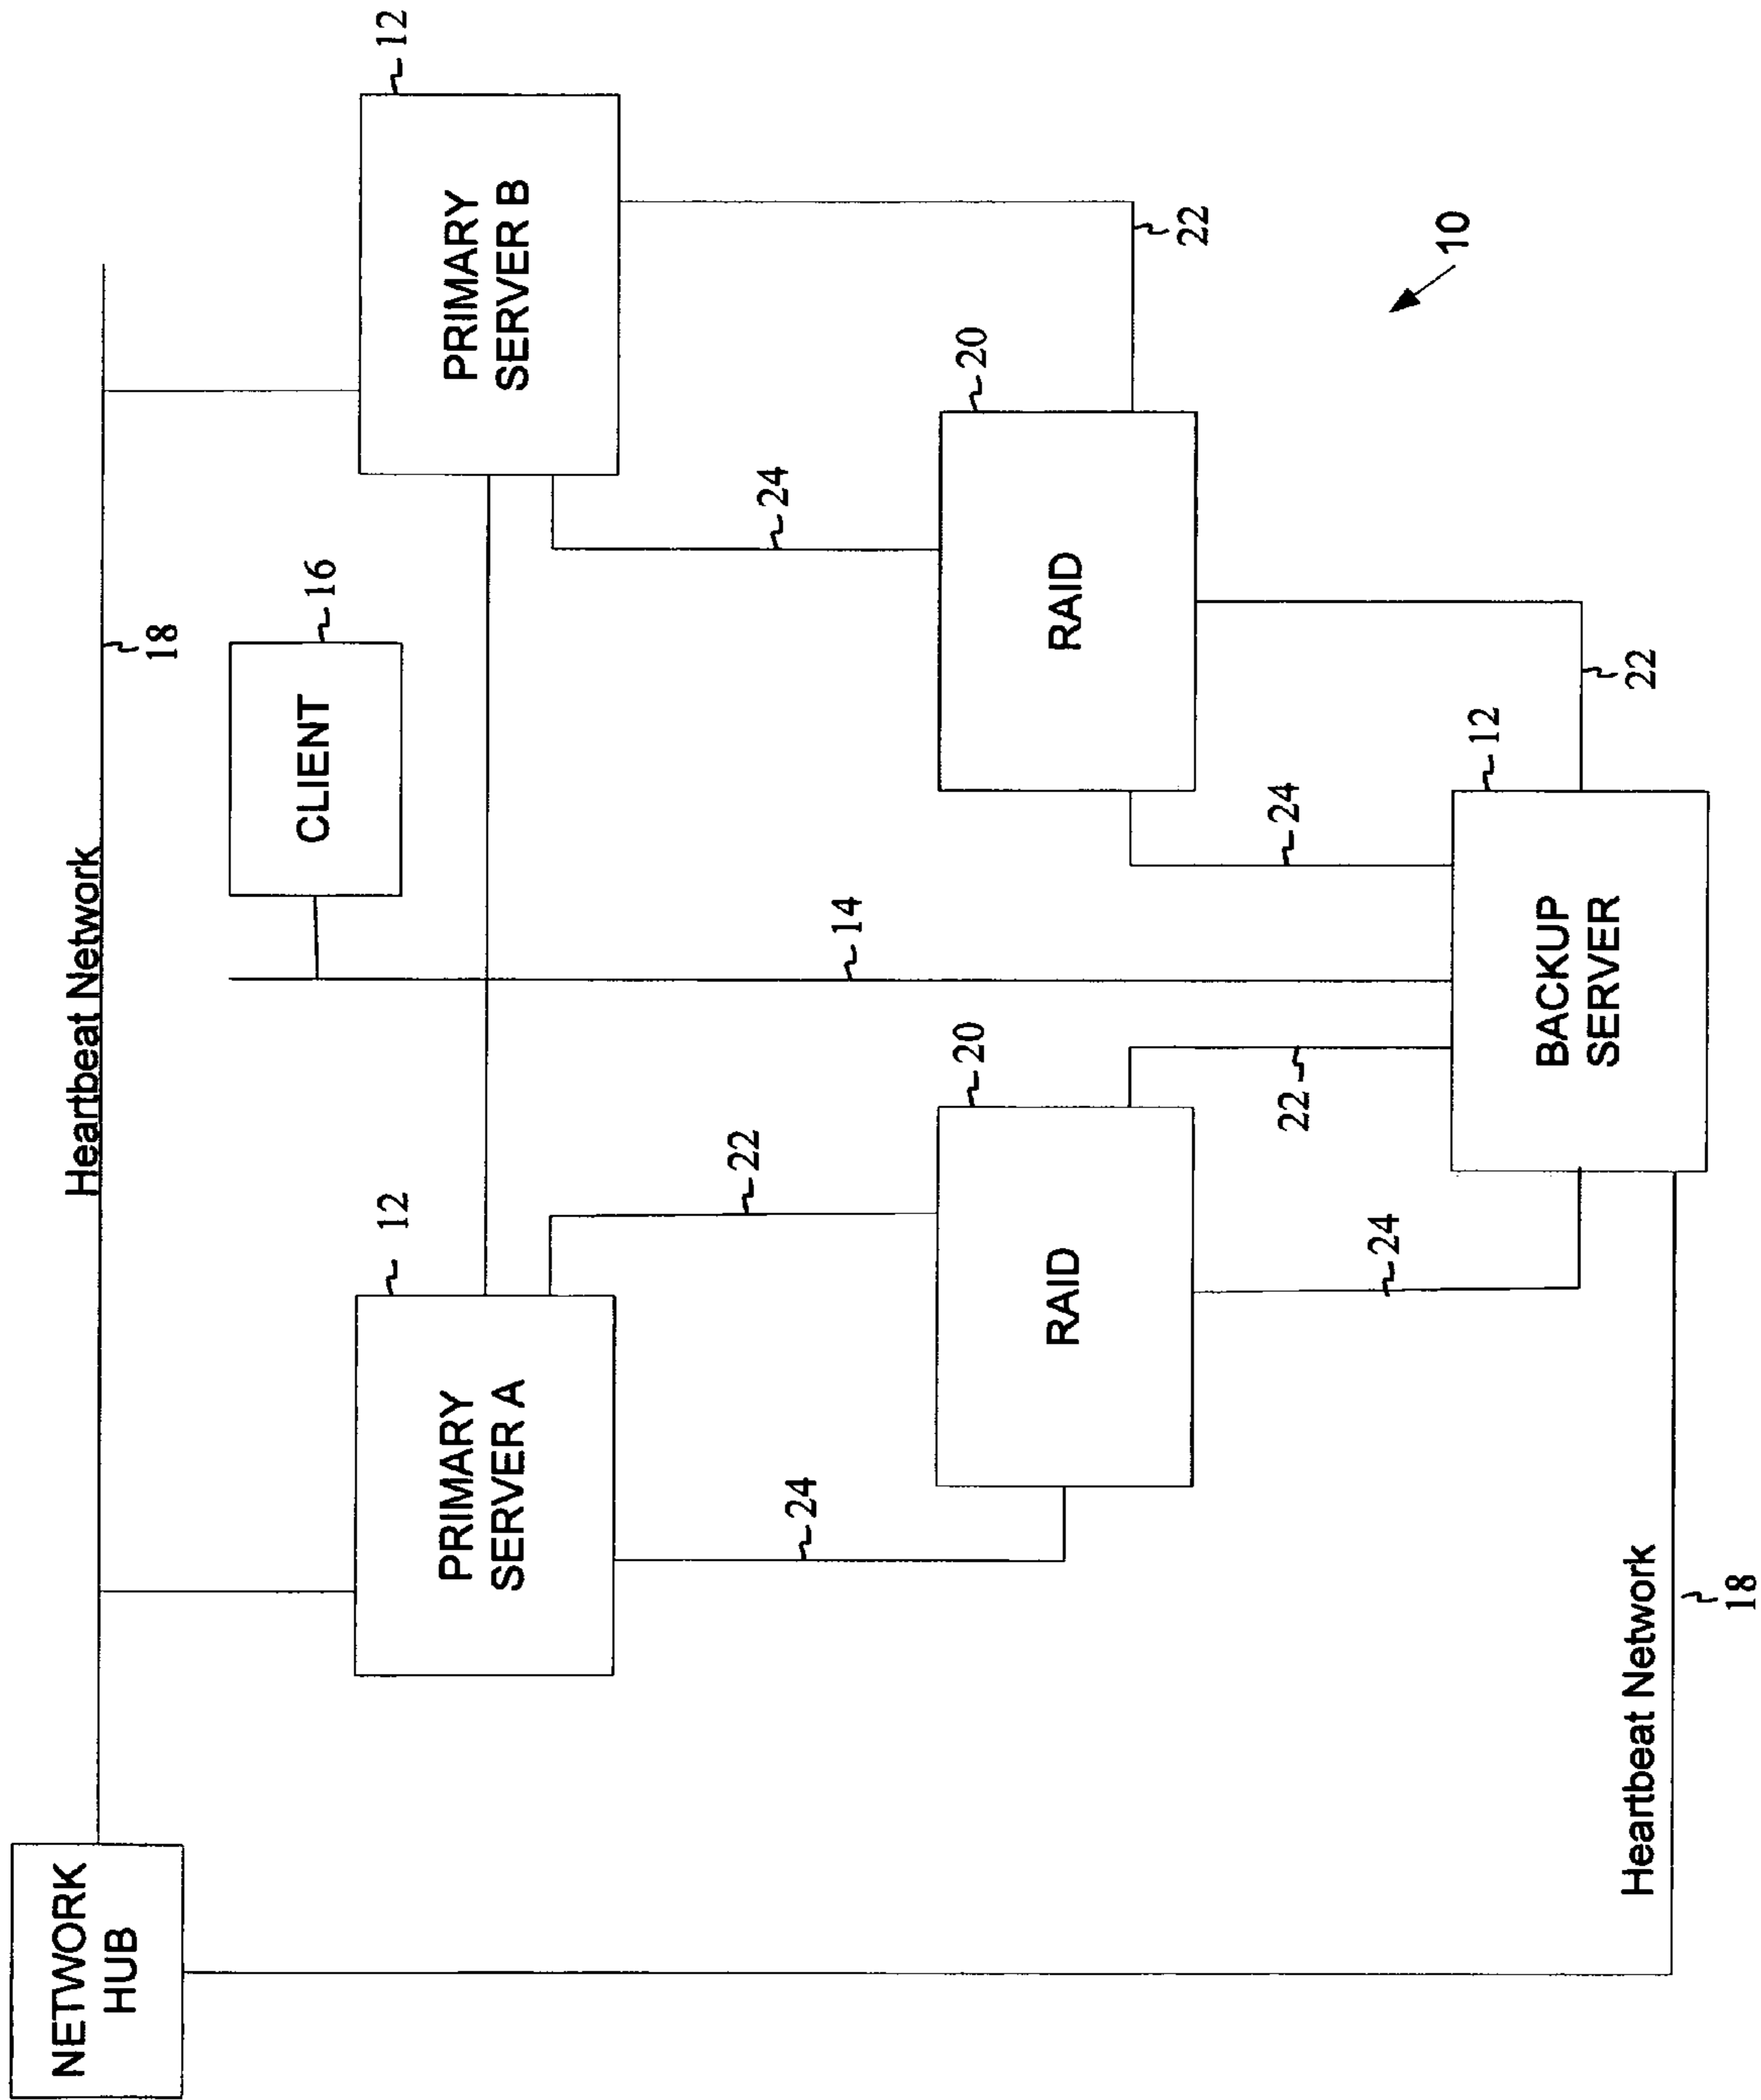 NETWORK
HUB
Heartbeat Network
18
CLIENT
16
12
12
PRIMARY
SERVER A
PRIMARY
SERVER B
22
24
24
14
20
20
RAID
RAID
22
22
24
24
10
12
BACKUP
SERVER
22
Heartbeat Network
18